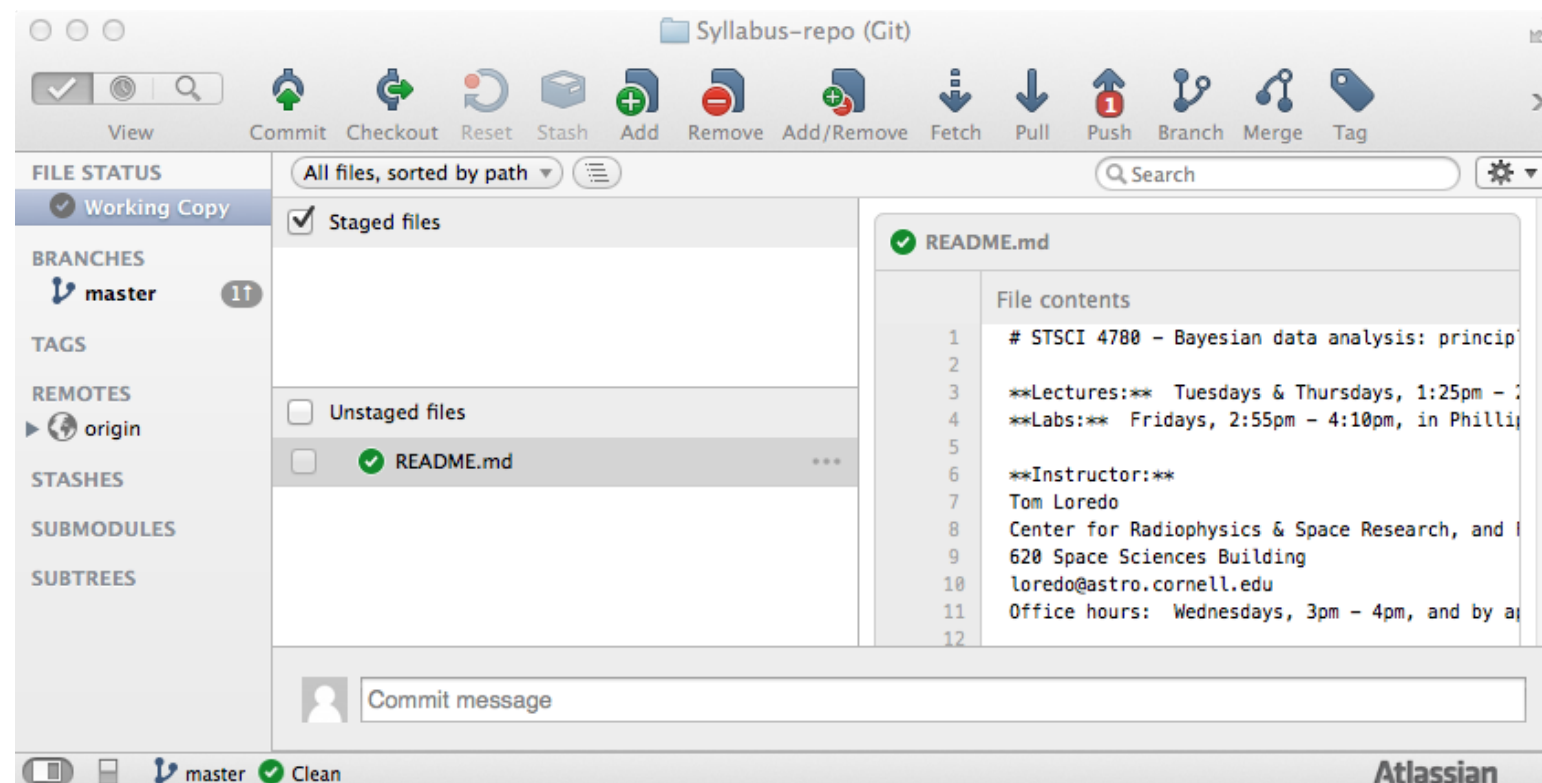 Syllabus-repo (Git)
View Commit Checkout Reset Stash Add Remove Add/Remove Fetch Pull 1 Push Branch Merge Tag
FILE STATUS
Working Copy
BRANCHES
master 1↑
TAGS
REMOTES
origin
STASHES
SUBMODULES
SUBTREES
All files, sorted by path
Search
Staged files
Unstaged files
README.md
README.md
File contents
1 # STSCI 4780 – Bayesian data analysis:
2
3 **Lectures:** Tuesdays & Thursdays, 1:25pm –
4 **Labs:** Fridays, 2:55pm – 4:10pm, in
5
6 **Instructor:**
7 Tom Loredo
8 Center for Radiophysics & Space Research, and
9 620 Space Sciences Building
10 loredo@astro.cornell.edu
11 Office hours: Wednesdays, 3pm – 4pm, and by
12
Commit message
master Clean
Atlassian